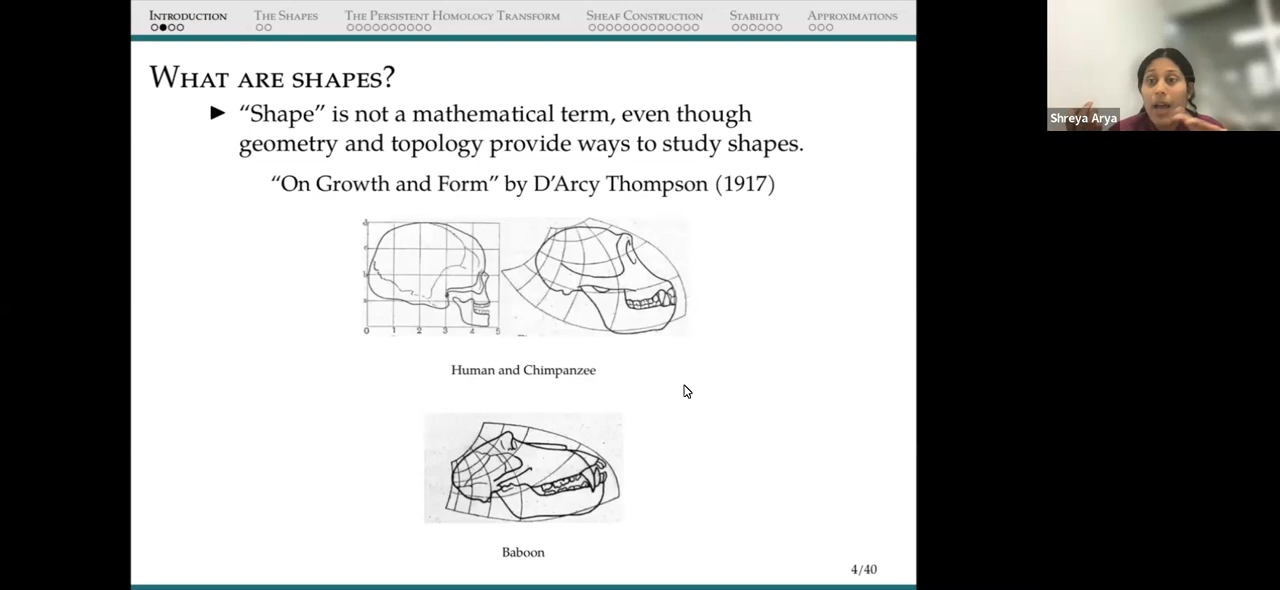 Introduction The Shapes The Persistent Homology Transform Sheaf Construction Stability Approximations
What are shapes?
"Shape" is not a mathematical term, even though
geometry and topology provide ways to study shapes.
"On Growth and Form" by D'Arcy Thompson (1917)
0 1 2 3 4 5
Human and Chimpanzee
Baboon
4/40
Shreya Arya